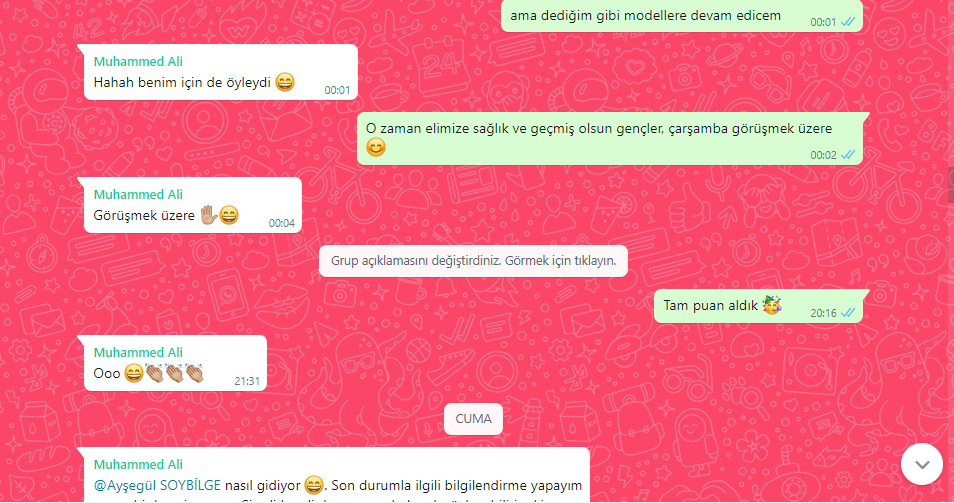 ama dediğim gibi modellere devam edicem
00:01
Muhammed Ali
Hahah benim için de öyleydi 😄
00:01
O zaman elimize sağlık ve geçmiş olsun gençler, çarşamba görüşmek üzere
😊
00:02
Muhammed Ali
Görüşmek üzere ✋🏼😄
00:04
Grup açıklamasını değiştirdiniz. Görmek için tıklayın.
Tam puan aldık 🥳
20:16
Muhammed Ali
Ooo 😄👏🏼👏🏼👏🏼
21:31
CUMA
Muhammed Ali
@Ayşegül SOYBİLGE nasıl gidiyor 😄. Son durumla ilgili bilgilendirme yapayım